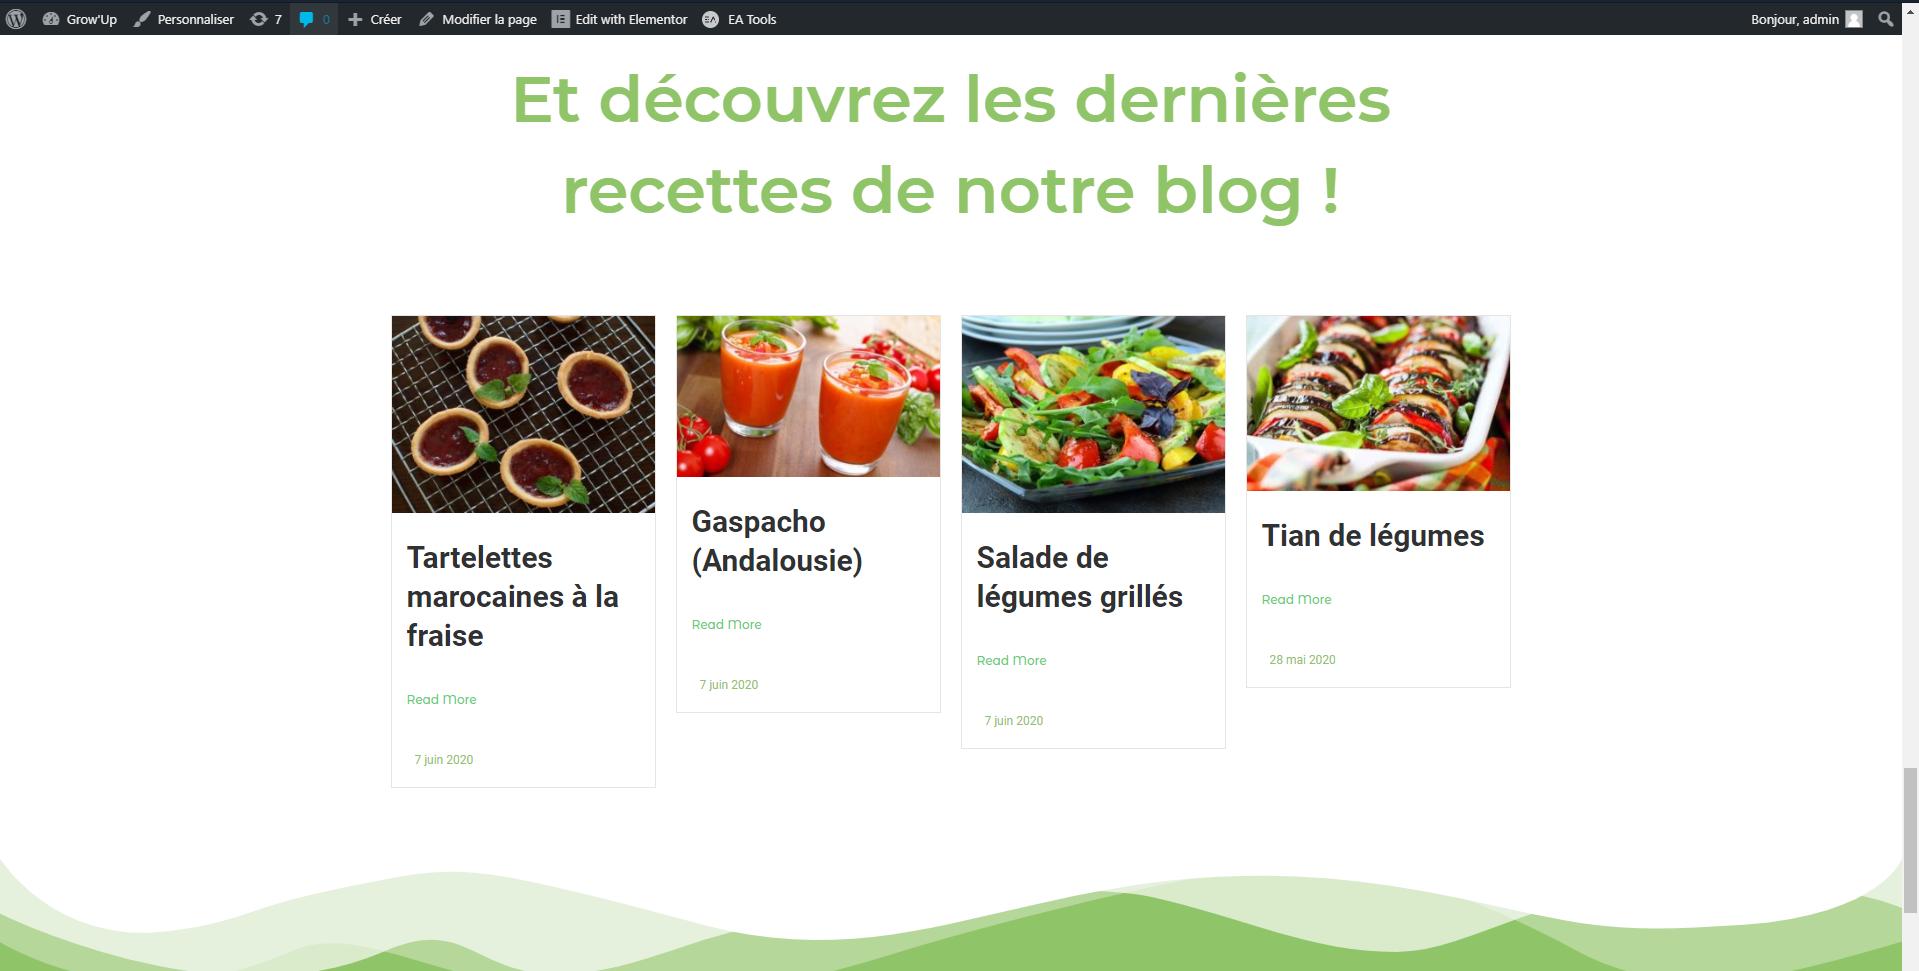 Grow'Up Personnaliser 7 0 Créer Modifier la page Edit with Elementor EA Tools Bonjour, admin
Et découvrez les dernières
recettes de notre blog !
Tartelettes
marocaines à la
fraise
Read More
7 juin 2020
Gaspacho
(Andalousie)
Read More
7 juin 2020
Salade de
légumes grillés
Read More
7 juin 2020
Tian de légumes
Read More
28 mai 2020